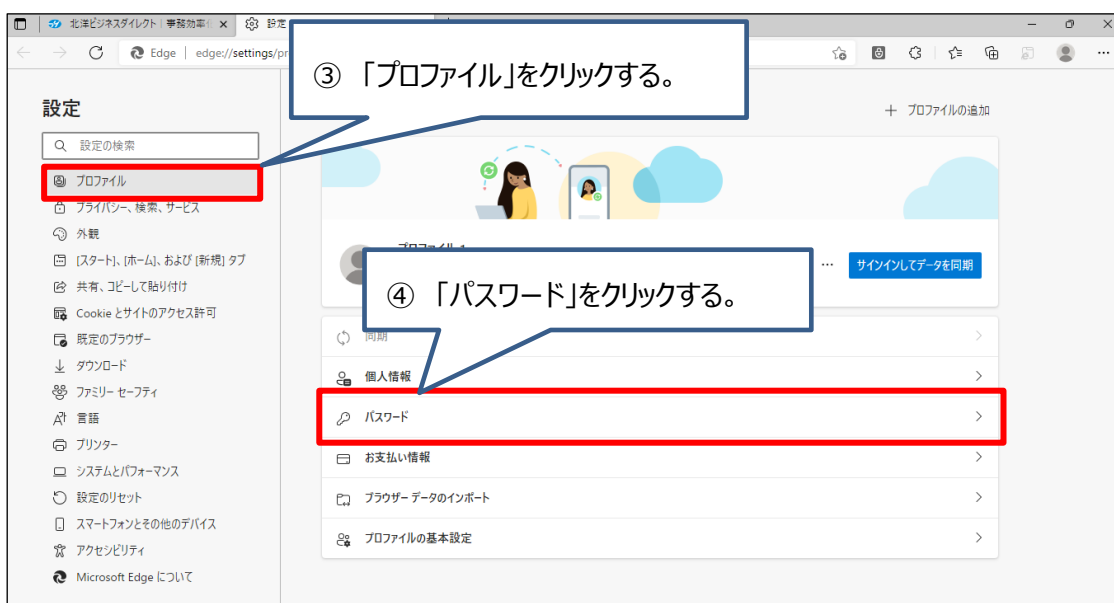 北洋ビジネスダイレクト｜事務効率化
設定
Edge | edge://settings/pr
③ 「プロファイル」をクリックする。
設定
設定の検索
プロファイル
プライバシー、検索、サービス
外観
[スタート]、[ホーム]、および [新規] タブ
共有、コピーして貼り付け
Cookie とサイトのアクセス許可
既定のブラウザー
ダウンロード
ファミリー セーフティ
言語
プリンター
システムとパフォーマンス
設定のリセット
スマートフォンとその他のデバイス
アクセシビリティ
Microsoft Edge について
＋ プロファイルの追加
サインインしてデータを同期
④ 「パスワード」をクリックする。
同期
個人情報
パスワード
お支払い情報
ブラウザー データのインポート
プロファイルの基本設定